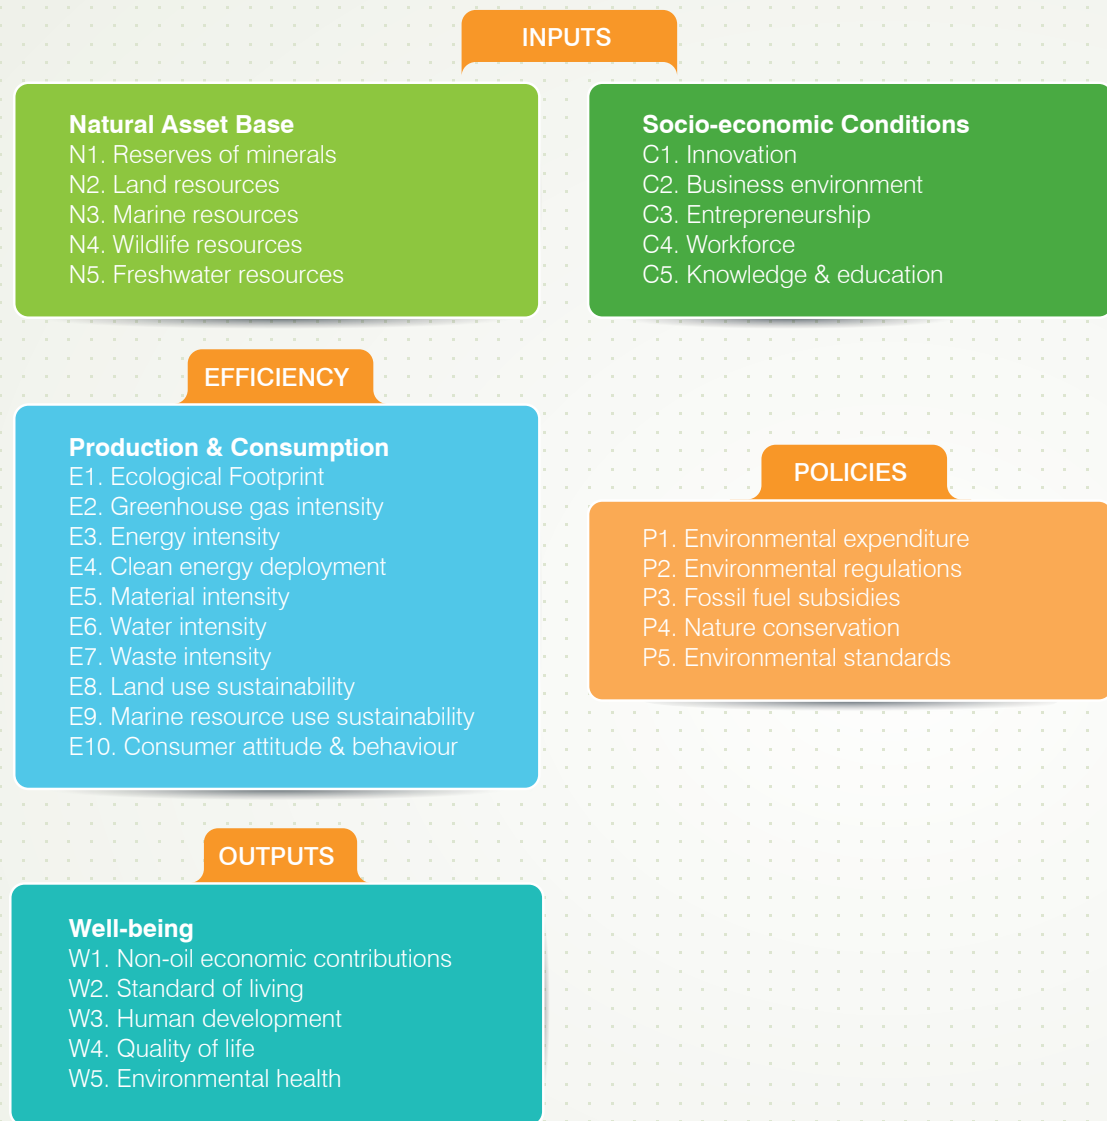 INPUTS
Natural Asset Base
N1. Reserves of minerals
N2. Land resources
N3. Marine resources
N4. Wildlife resources
N5. Freshwater resources
Socio-economic Conditions
C1. Innovation
C2. Business environment
C3. Entrepreneurship
C4. Workforce
C5. Knowledge & education
EFFICIENCY
Production & Consumption
E1. Ecological Footprint
E2. Greenhouse gas intensity
E3. Energy intensity
E4. Clean energy deployment
E5. Material intensity
E6. Water intensity
E7. Waste intensity
E8. Land use sustainability
E9. Marine resource use sustainability
E10. Consumer attitude & behaviour
POLICIES
P1. Environmental expenditure
P2. Environmental regulations
P3. Fossil fuel subsidies
P4. Nature conservation
P5. Environmental standards
OUTPUTS
Well-being
W1. Non-oil economic contributions
W2. Standard of living
W3. Human development
W4. Quality of life
W5. Environmental health